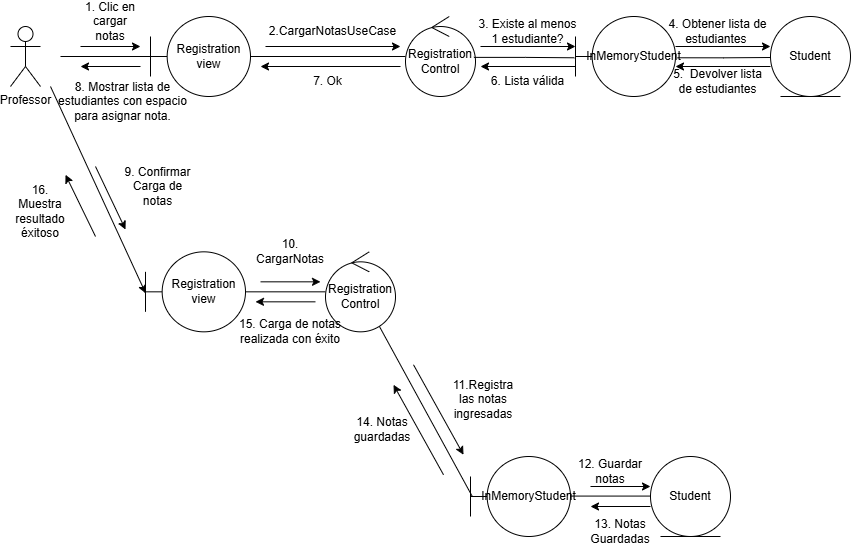 1. Clic en
cargar
notas
8. Mostrar lista de
estudiantes con espacio
para asignar nota.
Professor
Registration
view
2.CargarNotasUseCase
7. Ok
Registration
Control
3. Existe al menos
1 estudiante?
6. Lista válida
InMemoryStudent
4. Obtener lista de
estudiantes
5. Devolver lista
de estudiantes
Student
9. Confirmar
Carga de
notas
16.
Muestra
resultado
éxitoso
Registration
view
10.
CargarNotas
15. Carga de notas
realizada con éxito
Registration
Control
11.Registra
las notas
ingresadas
14. Notas
guardadas
InMemoryStudent
12. Guardar
notas
13. Notas
Guardadas
Student